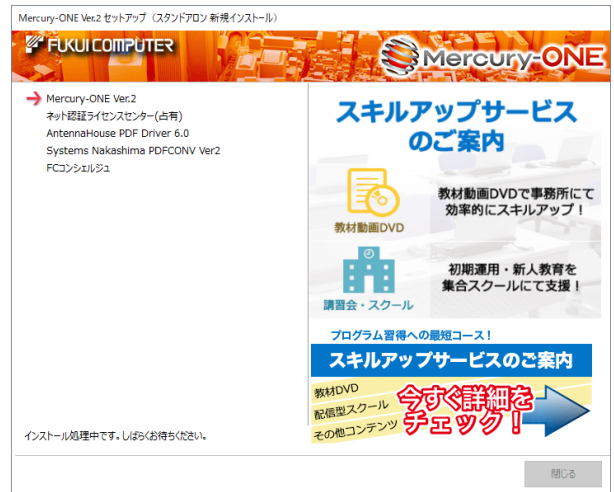 Mercury-ONE Ver.2 セットアップ（スタンドアロン 新規インストール）
FUKUI COMPUTER
Mercury-ONE
Mercury-ONE Ver.2
ネット認証ライセンスセンター(占有)
AntennaHouse PDF Driver 6.0
Systems Nakashima PDFCONV Ver2
FCコンシェルジュ
インストール処理中です。しばらくお待ちください。
スキルアップサービス
のご案内
教材動画DVD
教材動画DVDで事務所にて
効率的にスキルアップ！
講習会・スクール
初期運用・新人教育を
集合スクールにて支援！
プログラム習得への最短コース！
スキルアップサービスのご案内
教材DVD
配信型スクール
その他コンテンツ
今すぐ詳細を
チェック！
閉じる